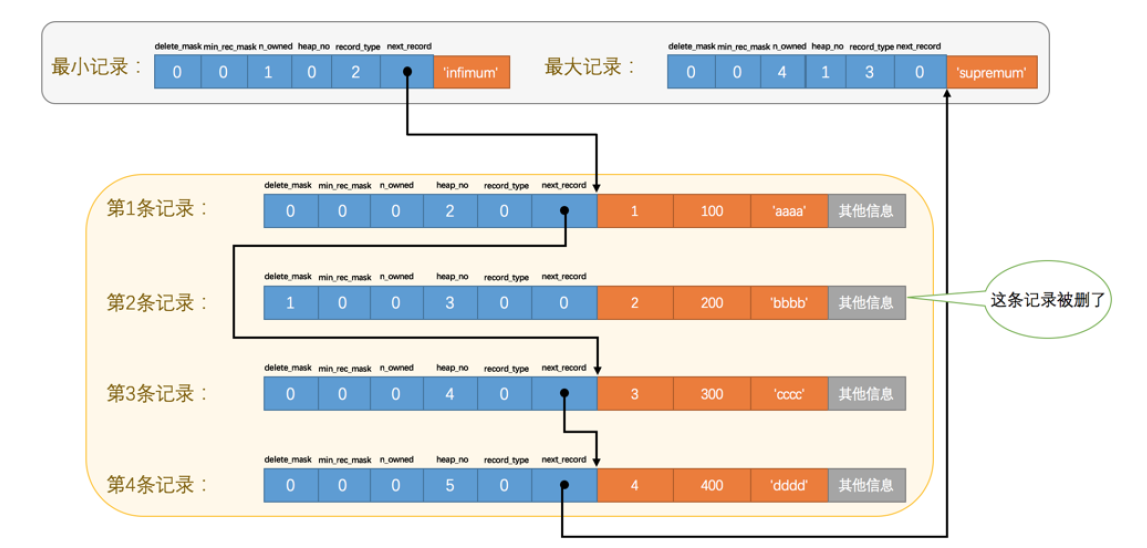 delete_mask min_rec_mask n_owned heap_no record_type next_record
最小记录： 0 0 1 0 2 'infimum'
delete_mask min_rec_mask n_owned heap_no record_type next_record
最大记录： 0 0 4 1 3 0 'supremum'
delete_mask min_rec_mask n_owned heap_no record_type next_record
第1条记录： 0 0 0 2 0 1 100 'aaaa' 其他信息
delete_mask min_rec_mask n_owned heap_no record_type next_record
第2条记录： 1 0 0 3 0 0 2 200 'bbbb' 其他信息
这条记录被删了
delete_mask min_rec_mask n_owned heap_no record_type next_record
第3条记录： 0 0 0 4 0 3 300 'cccc' 其他信息
delete_mask min_rec_mask n_owned heap_no record_type next_record
第4条记录： 0 0 0 5 0 4 400 'dddd' 其他信息